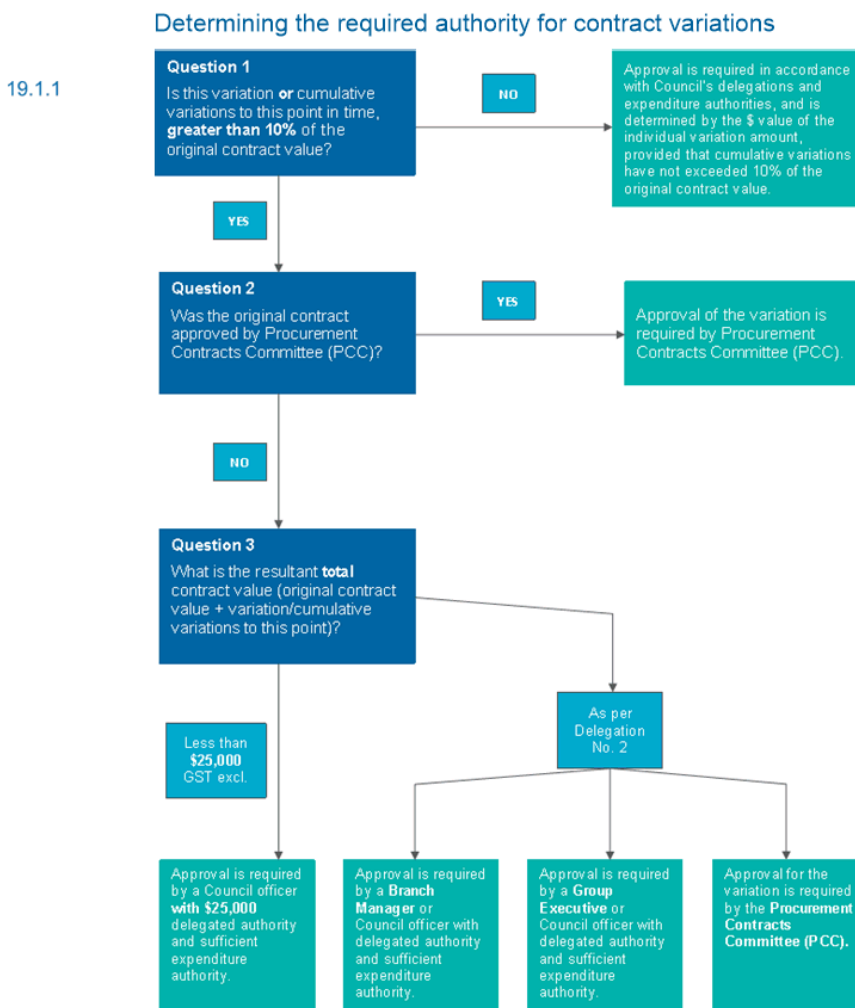 Determining the required authority for contract variations
19.1.1
Question 1
Is this variation or cumulative
variations to this point in time,
greater than 10% of the
original contract value?
NO
Approval is required in accordance
with Council's delegations and
expenditure authorities, and is
determined by the $ value of the
individual variation amount,
provided that cumulative variations
have not exceeded 10% of the
original contract value.
YES
Question 2
Was the original contract
approved by Procurement
Contracts Committee (PCC)?
YES
Approval of the variation is
required by Procurement
Contracts Committee (PCC).
NO
Question 3
What is the resultant total
contract value (original contract
value + variation/cumulative
variations to this point)?
Less than
$25,000
GST excl.
As per
Delegation
No. 2
Approval is required
by a Council officer
with $25,000
delegated authority
and sufficient
expenditure
authority.
Approval is required
by a Branch
Manager or
Council officer with
delegated authority
and sufficient
expenditure
authority.
Approval is required
by a Group
Executive or
Council officer with
delegated authority
and sufficient
expenditure
authority.
Approval for the
variation is required
by the Procurement
Contracts
Committee (PCC).